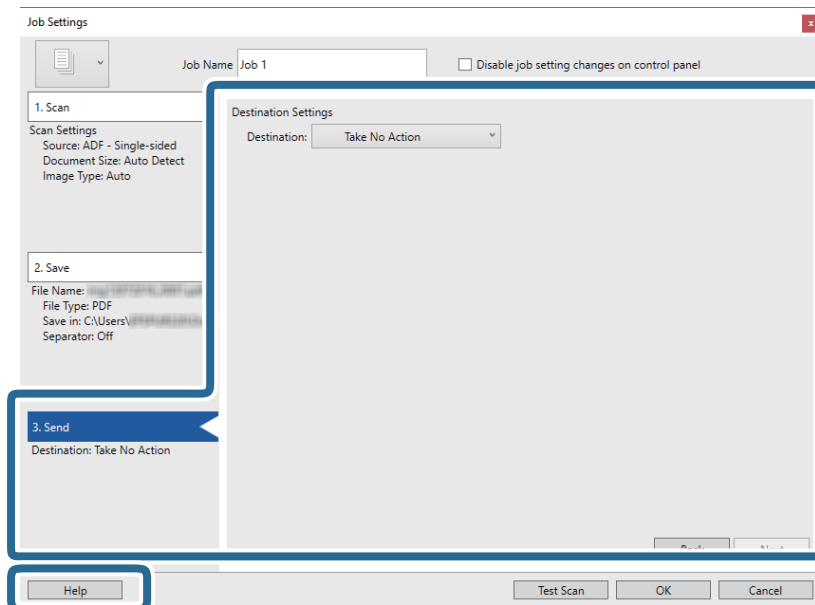 Job Settings
x
Job Name Job 1
Disable job setting changes on control panel
1. Scan
Scan Settings
Source: ADF - Single-sided
Document Size: Auto Detect
Image Type: Auto
2. Save
File Name:
File Type: PDF
Save in: C:\Users\
Separator: Off
3. Send
Destination: Take No Action
Destination Settings
Destination: Take No Action
Help
Test Scan
OK
Cancel